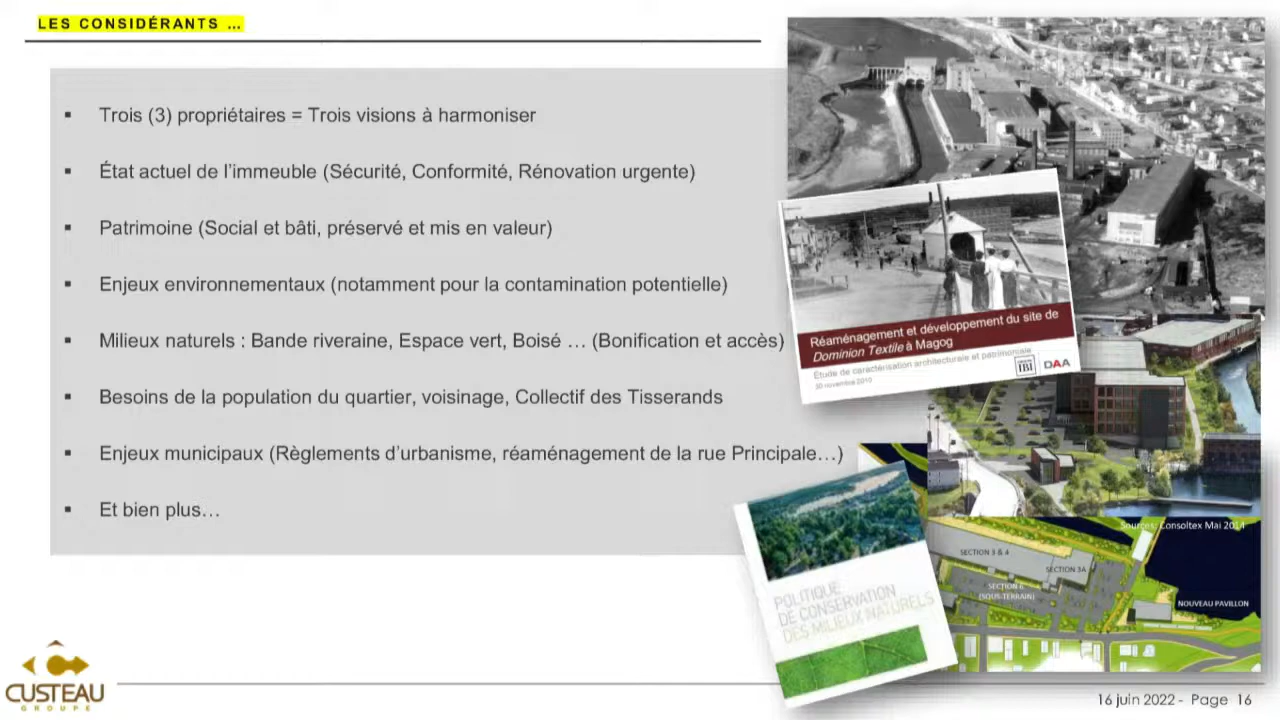 LES CONSIDÉRANTS ...
▪ Trois (3) propriétaires = Trois visions à harmoniser
▪ État actuel de l'immeuble (Sécurité, Conformité, Rénovation urgente)
▪ Patrimoine (Social et bâti, préservé et mis en valeur)
▪ Enjeux environnementaux (notamment pour la contamination potentielle)
▪ Milieux naturels : Bande riveraine, Espace vert, Boisé … (Bonification et accès)
▪ Besoins de la population du quartier, voisinage, Collectif des Tisserands
▪ Enjeux municipaux (Règlements d'urbanisme, réaménagement de la rue Principale…)
▪ Et bien plus…
Réaménagement et développement du site de
Dominion Textile à Magog
Étude de caractérisation architecturale et patrimoniale
30 novembre 2010
IBI
DAA
Sources: Consoltex Mai 2014
SECTION 3 & 4
SECTION 3A
SECTION 6
(SOUS-TERRAIN)
NOUVEAU PAVILLON
POLITIQUE
DE CONSERVATION
DES MILIEUX NATURELS
CUSTEAU
GROUPE
16 juin 2022 - Page 16